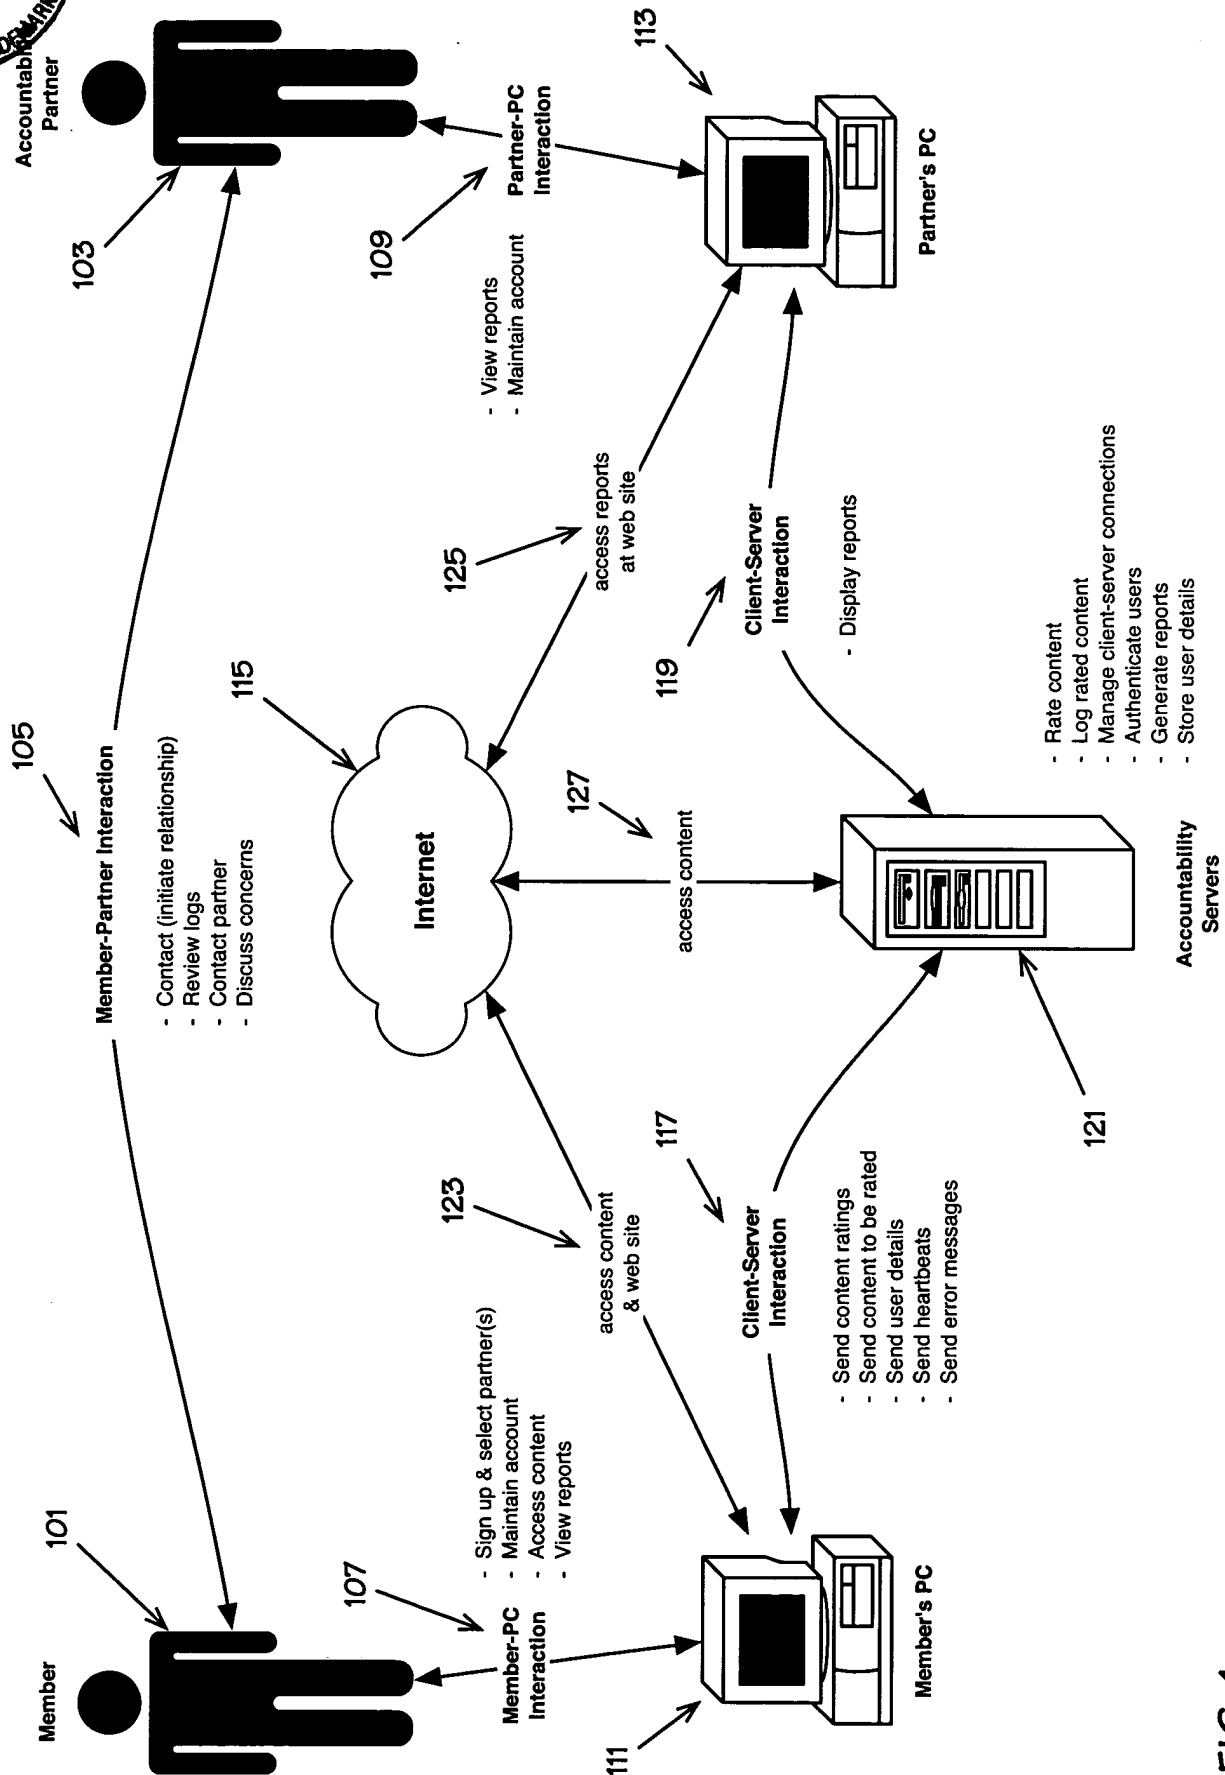 Member
101
Member-Partner Interaction
105
- Contact (initiate relationship)
- Review logs
- Contact partner
- Discuss concerns
Partner
103
107
Member-PC
Interaction
- Sign up & select partner(s)
- Maintain account
- Access content
- View reports
109
Partner-PC
Interaction
- View reports
- Maintain account
Internet
115
123
access content
& web site
125
access reports
at web site
127
access content
111
Member's PC
113
Partner's PC
117
Client-Server
Interaction
- Send content ratings
- Send content to be rated
- Send user details
- Send heartbeats
- Send error messages
119
Client-Server
Interaction
- Display reports
121
Accountability
Servers
- Rate content
- Log rated content
- Manage client-server connections
- Authenticate users
- Generate reports
- Store user details